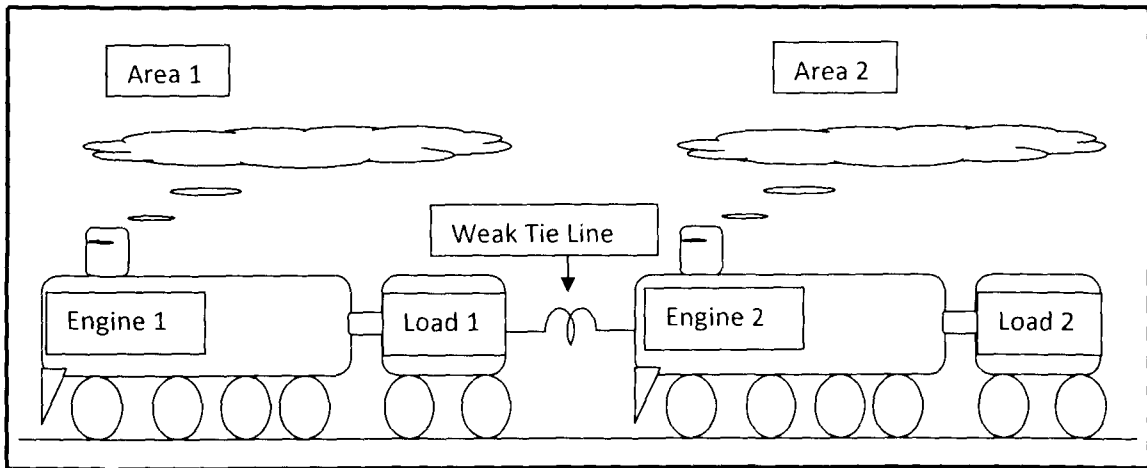 Area 1
Area 2
Weak Tie Line
Engine 1
Load 1
Engine 2
Load 2